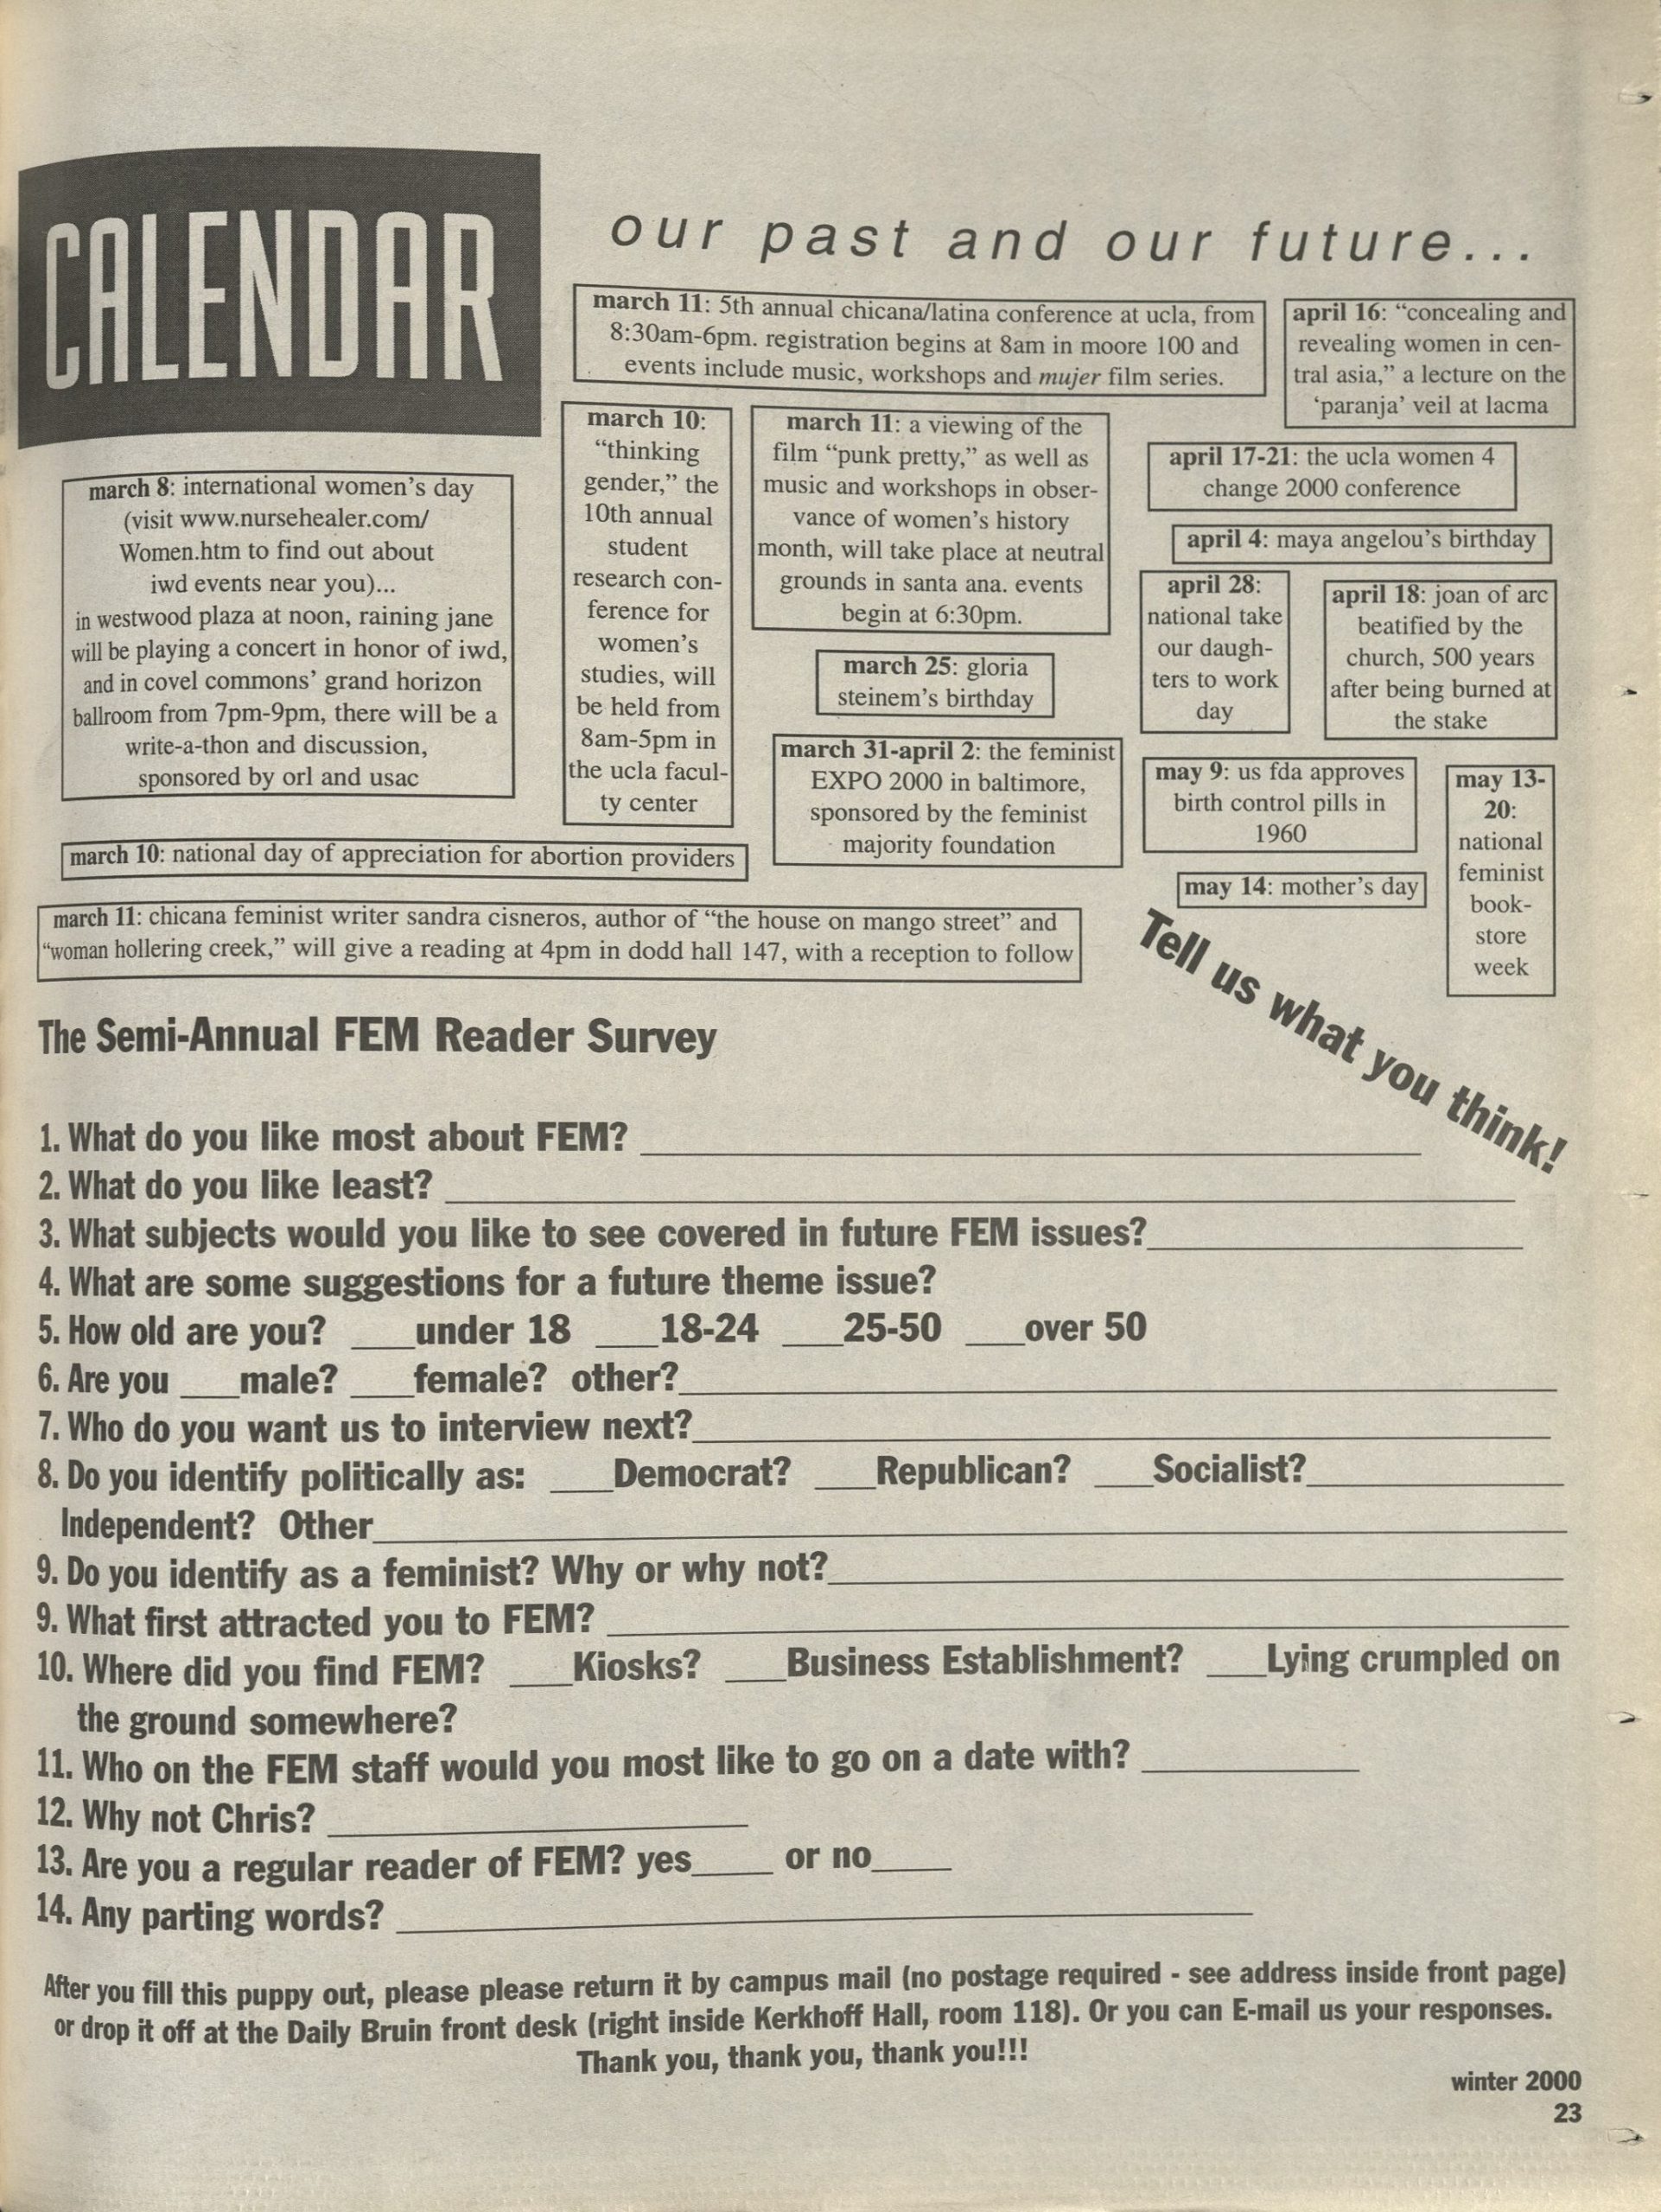 CALENDAR
our past and our future...
march 11: 5th annual chicana/latina conference at ucla, from
8:30am-6pm. registration begins at 8am in moore 100 and
events include music, workshops and mujer film series.
april 16: “concealing and
revealing women in cen-
tral asia,” a lecture on the
‘paranja’ veil at lacma
march 8: international women’s day
(visit www.nursehealer.com/
Women.htm to find out about
iwd events near you)...
in westwood plaza at noon, raining jane
will be playing a concert in honor of iwd,
and in covel commons’ grand horizon
ballroom from 7pm-9pm, there will be a
write-a-thon and discussion,
sponsored by orl and usac
march 10:
“thinking
gender,” the
10th annual
student
research con-
ference for
women’s
studies, will
be held from
8am-5pm in
the ucla facul-
ty center
march 11: a viewing of the
film “punk pretty,” as well as
music and workshops in obser-
vance of women’s history
month, will take place at neutral
grounds in santa ana. events
begin at 6:30pm.
march 25: gloria
steinem’s birthday
march 31-april 2: the feminist
EXPO 2000 in baltimore,
sponsored by the feminist
majority foundation
april 17-21: the ucla women 4
change 2000 conference
april 4: maya angelou’s birthday
april 28:
national take
our daugh-
ters to work
day
april 18: joan of arc
beatified by the
church, 500 years
after being burned at
the stake
may 9: us fda approves
birth control pills in
1960
may 13-
20:
national
feminist
book-
store
week
may 14: mother’s day
march 10: national day of appreciation for abortion providers
march 11: chicana feminist writer sandra cisneros, author of “the house on mango street” and
“woman hollering creek,” will give a reading at 4pm in dodd hall 147, with a reception to follow
Tell us what you think!
The Semi-Annual FEM Reader Survey
1. What do you like most about FEM?
2. What do you like least?
3. What subjects would you like to see covered in future FEM issues?
4. What are some suggestions for a future theme issue?
5. How old are you? ___under 18 ___18-24 ___25-50 ___over 50
6. Are you ___male? ___female? other?
7. Who do you want us to interview next?
8. Do you identify politically as: ___Democrat? ___Republican? ___Socialist?
Independent? Other
9. Do you identify as a feminist? Why or why not?
9. What first attracted you to FEM?
10. Where did you find FEM? ___Kiosks? ___Business Establishment? ___Lying crumpled on
the ground somewhere?
11. Who on the FEM staff would you most like to go on a date with?
12. Why not Chris?
13. Are you a regular reader of FEM? yes____ or no____
14. Any parting words?
After you fill this puppy out, please please return it by campus mail (no postage required - see address inside front page)
or drop it off at the Daily Bruin front desk (right inside Kerkhoff Hall, room 118). Or you can E-mail us your responses.
Thank you, thank you, thank you!!!
winter 2000
23